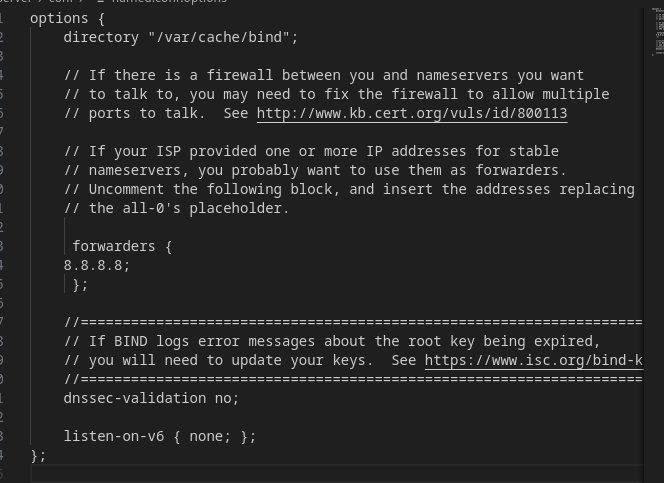 options {
directory "/var/cache/bind";
// If there is a firewall between you and nameservers you want
// to talk to, you may need to fix the firewall to allow multiple
// ports to talk.  See http://www.kb.cert.org/vuls/id/800113
// If your ISP provided one or more IP addresses for stable
// nameservers, you probably want to use them as forwarders.
// Uncomment the following block, and insert the addresses replacing
// the all-0's placeholder.
forwarders {
8.8.8.8;
};
//====================================================================
// If BIND logs error messages about the root key being expired,
// you will need to update your keys.  See https://www.isc.org/bind-k
//====================================================================
dnssec-validation no;
listen-on-v6 { none; };
};